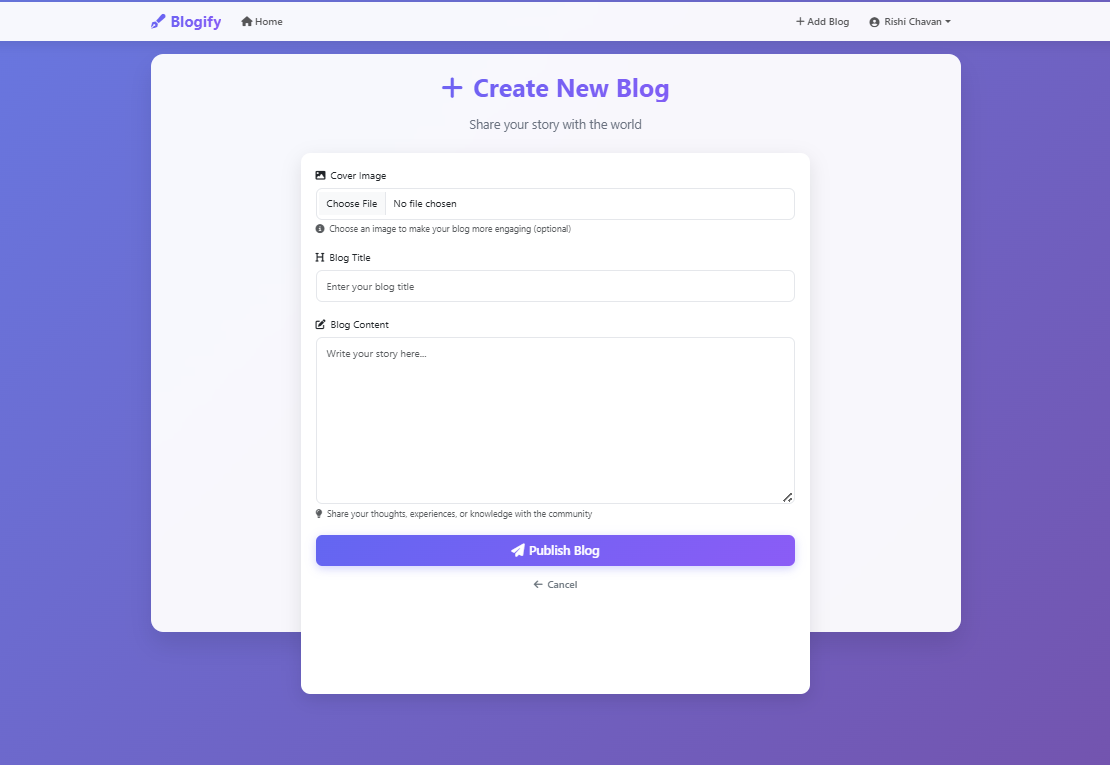 Blogify
Home
Add Blog
Rishi Chavan
Create New Blog
Share your story with the world
Cover Image
Choose File No file chosen
Choose an image to make your blog more engaging (optional)
Blog Title
Enter your blog title
Blog Content
Write your story here...
Share your thoughts, experiences, or knowledge with the community
Publish Blog
Cancel